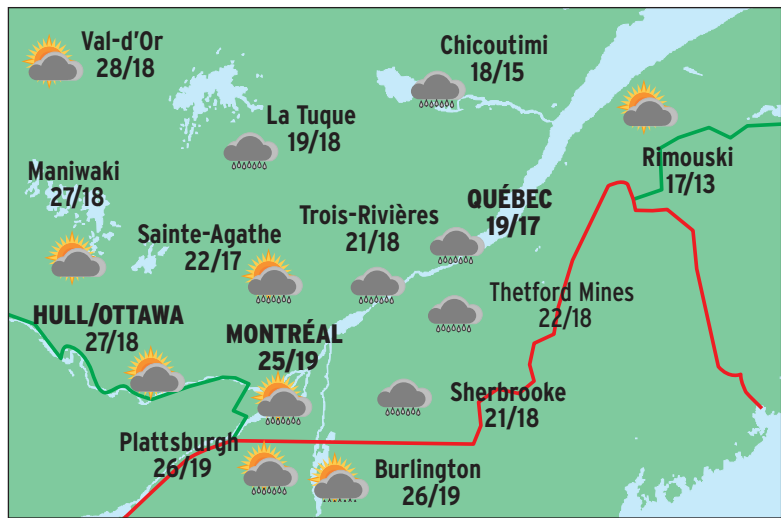 Val-d'Or
28/18
Chicoutimi
18/15
La Tuque
19/18
Rimouski
17/13
Maniwaki
27/18
QUÉBEC
19/17
Trois-Rivières
21/18
Sainte-Agathe
22/17
Thetford Mines
22/18
HULL/OTTAWA
27/18
MONTRÉAL
25/19
Sherbrooke
21/18
Plattsburgh
26/19
Burlington
26/19